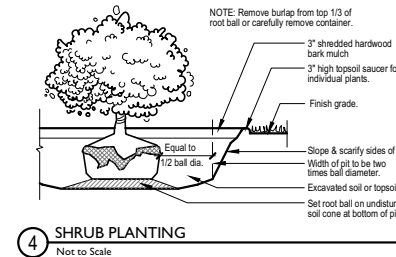 NOTE: Remove burlap from top 1/3 of
root ball or carefully remove container.
3" shredded hardwood
bark mulch
3" high topsoil saucer fo
individual plants.
Finish grade.
Equal to
1/2 ball dia.
Slope & scarify sides of
Width of pit to be two
times ball diameter.
Excavated soil or topsoi
Set root ball on undistur
soil cone at bottom of pi
4 SHRUB PLANTING
Not to Scale